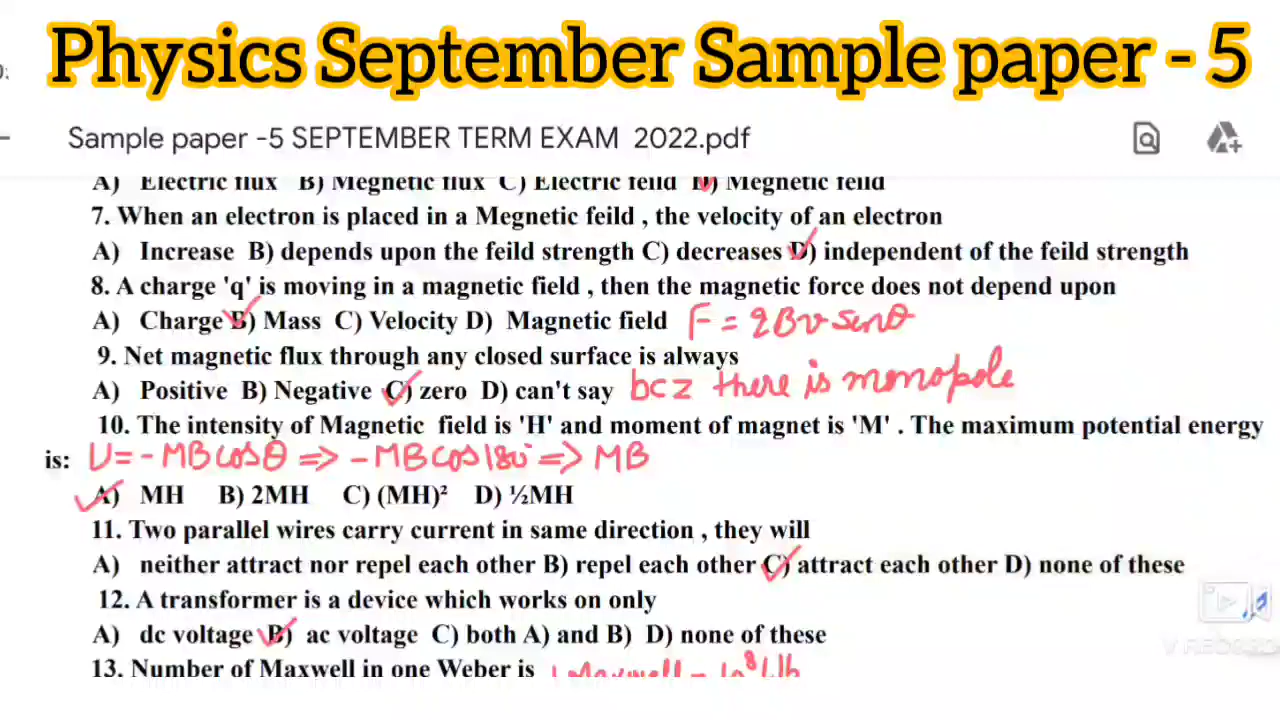 Physics September Sample paper - 5
Sample paper -5 SEPTEMBER TERM EXAM 2022.pdf
A) Electric flux B) Megnetic flux C) Electric feild D) Megnetic feild
7. When an electron is placed in a Megnetic feild , the velocity of an electron
A) Increase B) depends upon the feild strength C) decreases D) independent of the feild strength
8. A charge 'q' is moving in a magnetic field , then the magnetic force does not depend upon
A) Charge B) Mass C) Velocity D) Magnetic field F = qBv sinθ
9. Net magnetic flux through any closed surface is always
A) Positive B) Negative C) zero D) can't say bcz there is monopole
10. The intensity of Magnetic field is 'H' and moment of magnet is 'M' . The maximum potential energy
is: U = - MB cosθ => - MB cos 180° => MB
A) MH B) 2MH C) (MH)² D) ½MH
11. Two parallel wires carry current in same direction , they will
A) neither attract nor repel each other B) repel each other C) attract each other D) none of these
12. A transformer is a device which works on only
A) dc voltage B) ac voltage C) both A) and B) D) none of these
13. Number of Maxwell in one Weber is